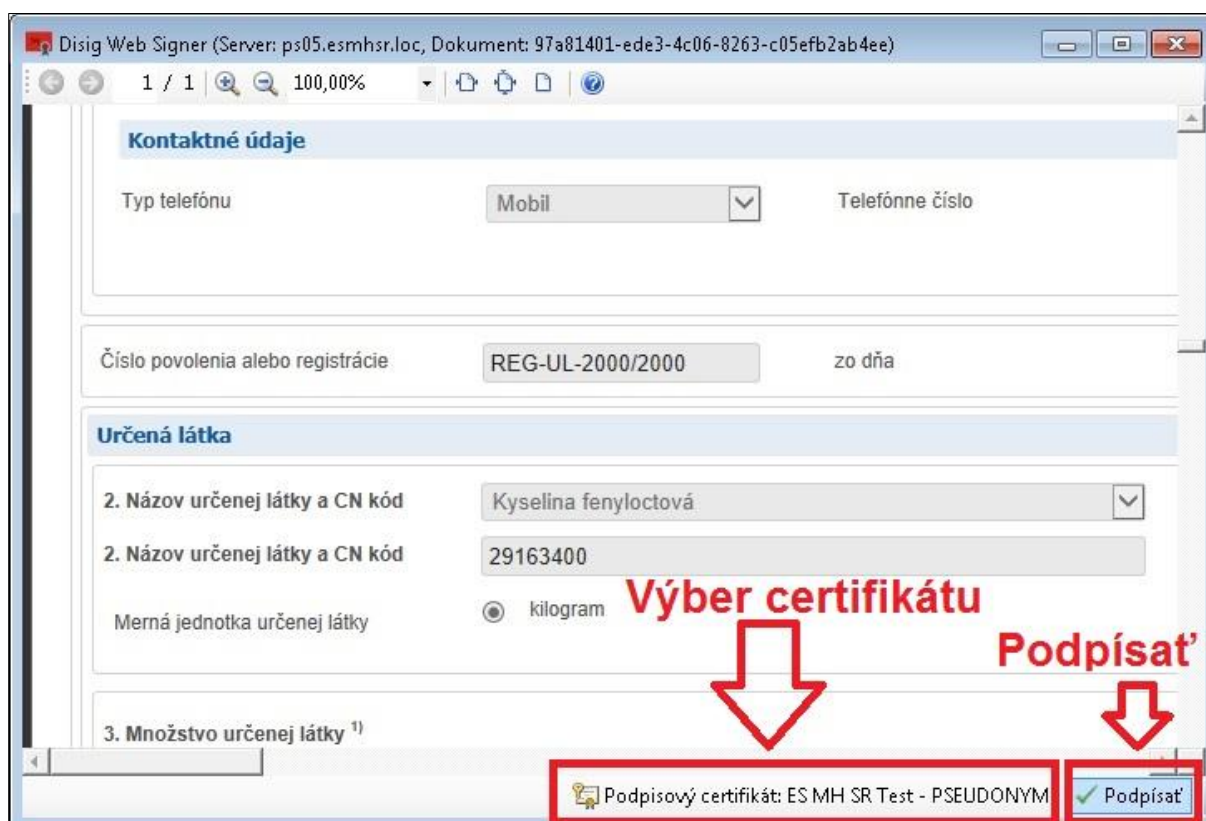 Disig Web Signer (Server: ps05.esmhsr.loc, Dokument: 97a81401-ede3-4c06-8263-c05efb2ab4ee)
1 / 1 100,00%
Kontaktné údaje
Typ telefónu Mobil Telefónne číslo
Číslo povolenia alebo registrácie REG-UL-2000/2000 zo dňa
Určená látka
2. Názov určenej látky a CN kód Kyselina fenyloctová
2. Názov určenej látky a CN kód 29163400
Merná jednotka určenej látky kilogram
Výber certifikátu
Podpísať
3. Množstvo určenej látky 1)
Podpisový certifikát: ES MH SR Test - PSEUDONYM Podpísať